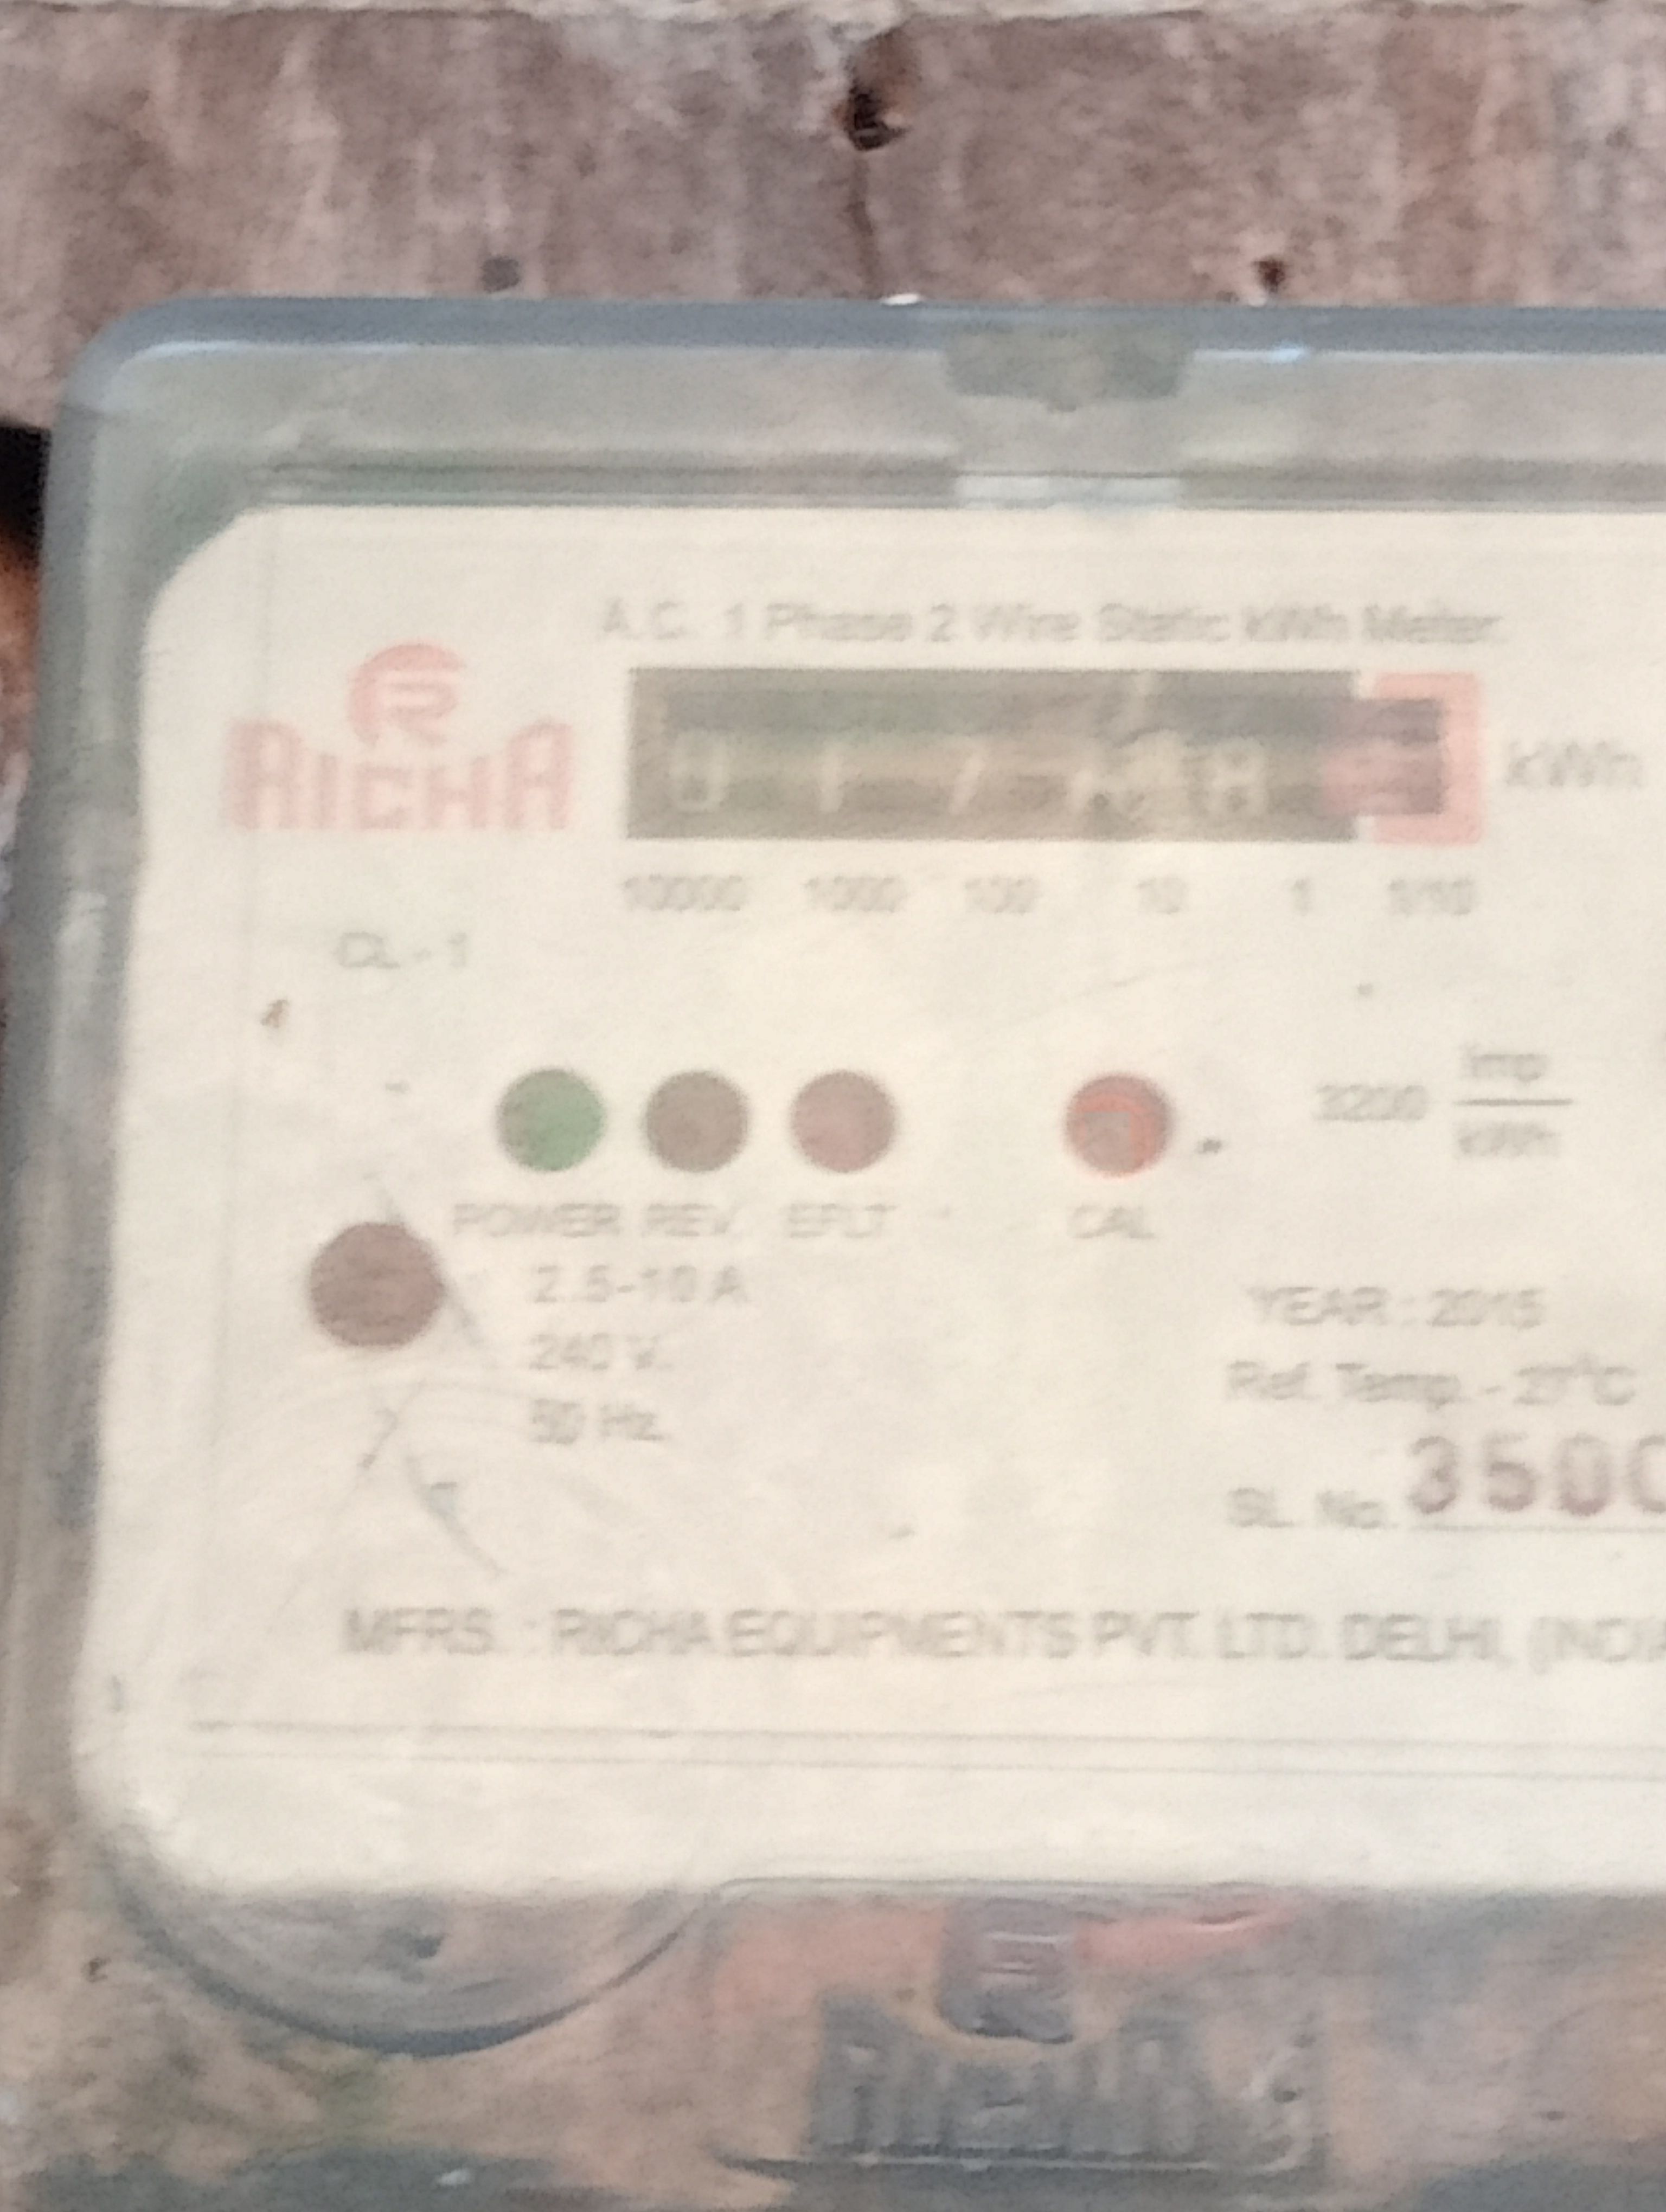 A.C. 1 Phase 2 Wire Static kWh Meter
RICHA
kWh
10000 1000 100 10 1 1/10
CL - 1
3200 Imp
kWh
POWER REV. EFLT CAL
2.5-10 A
240 V.
50 Hz.
YEAR : 2015
Ref. Temp. - 27°C
SL. No. 3500
MFRS. : RICHA EQUIPMENTS PVT. LTD. DELHI, (INDIA